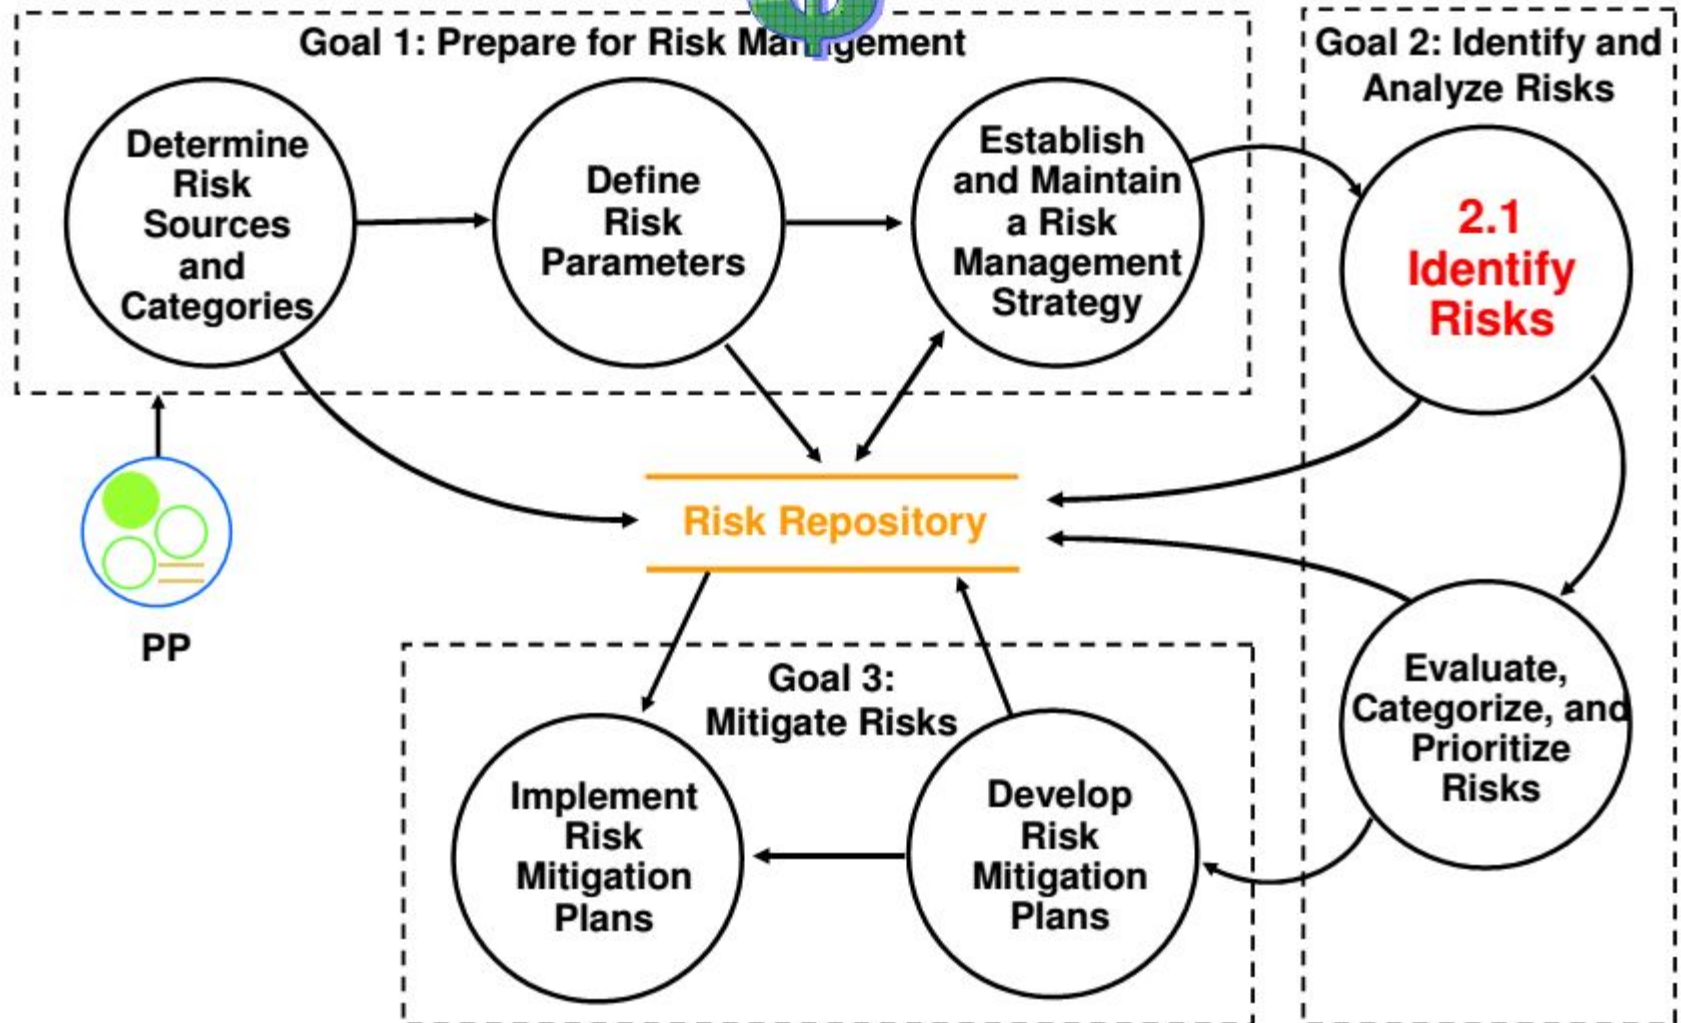 Goal 1: Prepare for Risk Management
Determine
Risk
Sources
and
Categories
Define
Risk
Parameters
Establish
and Maintain
a Risk
Management
Strategy
Goal 2: Identify and
Analyze Risks
2.1
Identify
Risks
Risk Repository
PP
Evaluate,
Categorize, and
Prioritize
Risks
Goal 3:
Mitigate Risks
Implement
Risk
Mitigation
Plans
Develop
Risk
Mitigation
Plans